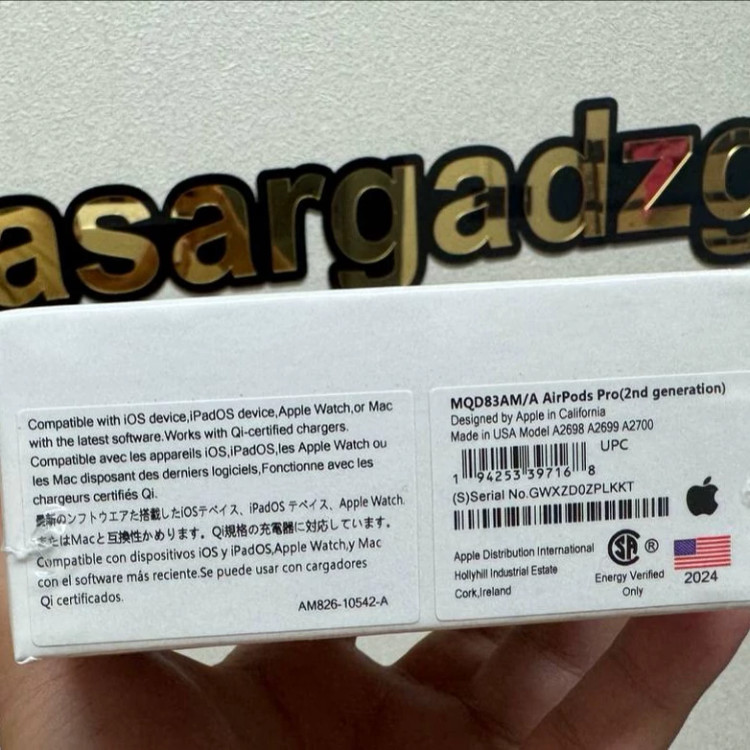 asargadzg
Compatible with iOS device,iPadOS device,Apple Watch,or Mac
with the latest software.Works with Qi-certified chargers.
Compatible avec les appareils iOS,iPadOS,les Apple Watch ou
les Mac disposant des derniers logiciels,Fonctionne avec les
chargeurs certifiés Qi.
最新のソフトウエアた搭載したiOSテベイス、iPadOS テベイス、Apple Watch.
またはMacと互換性かめります。Qi規格の充電器に対応しています.
Compatible con dispositivos iOS y iPadOS,Apple Watch,y Mac
con el software más reciente.Se puede usar con cargadores
Qi certificados.
AM826-10542-A
MQD83AM/A AirPods Pro(2nd generation)
Designed by Apple in California
Made in USA Model A2698 A2699 A2700
UPC
1 94253 39716 8
(S)Serial No.GWXZD0ZPLKKT
Apple Distribution International
Hollyhill Industrial Estate
Cork,Ireland
SA ®
Energy Verified
Only
2024